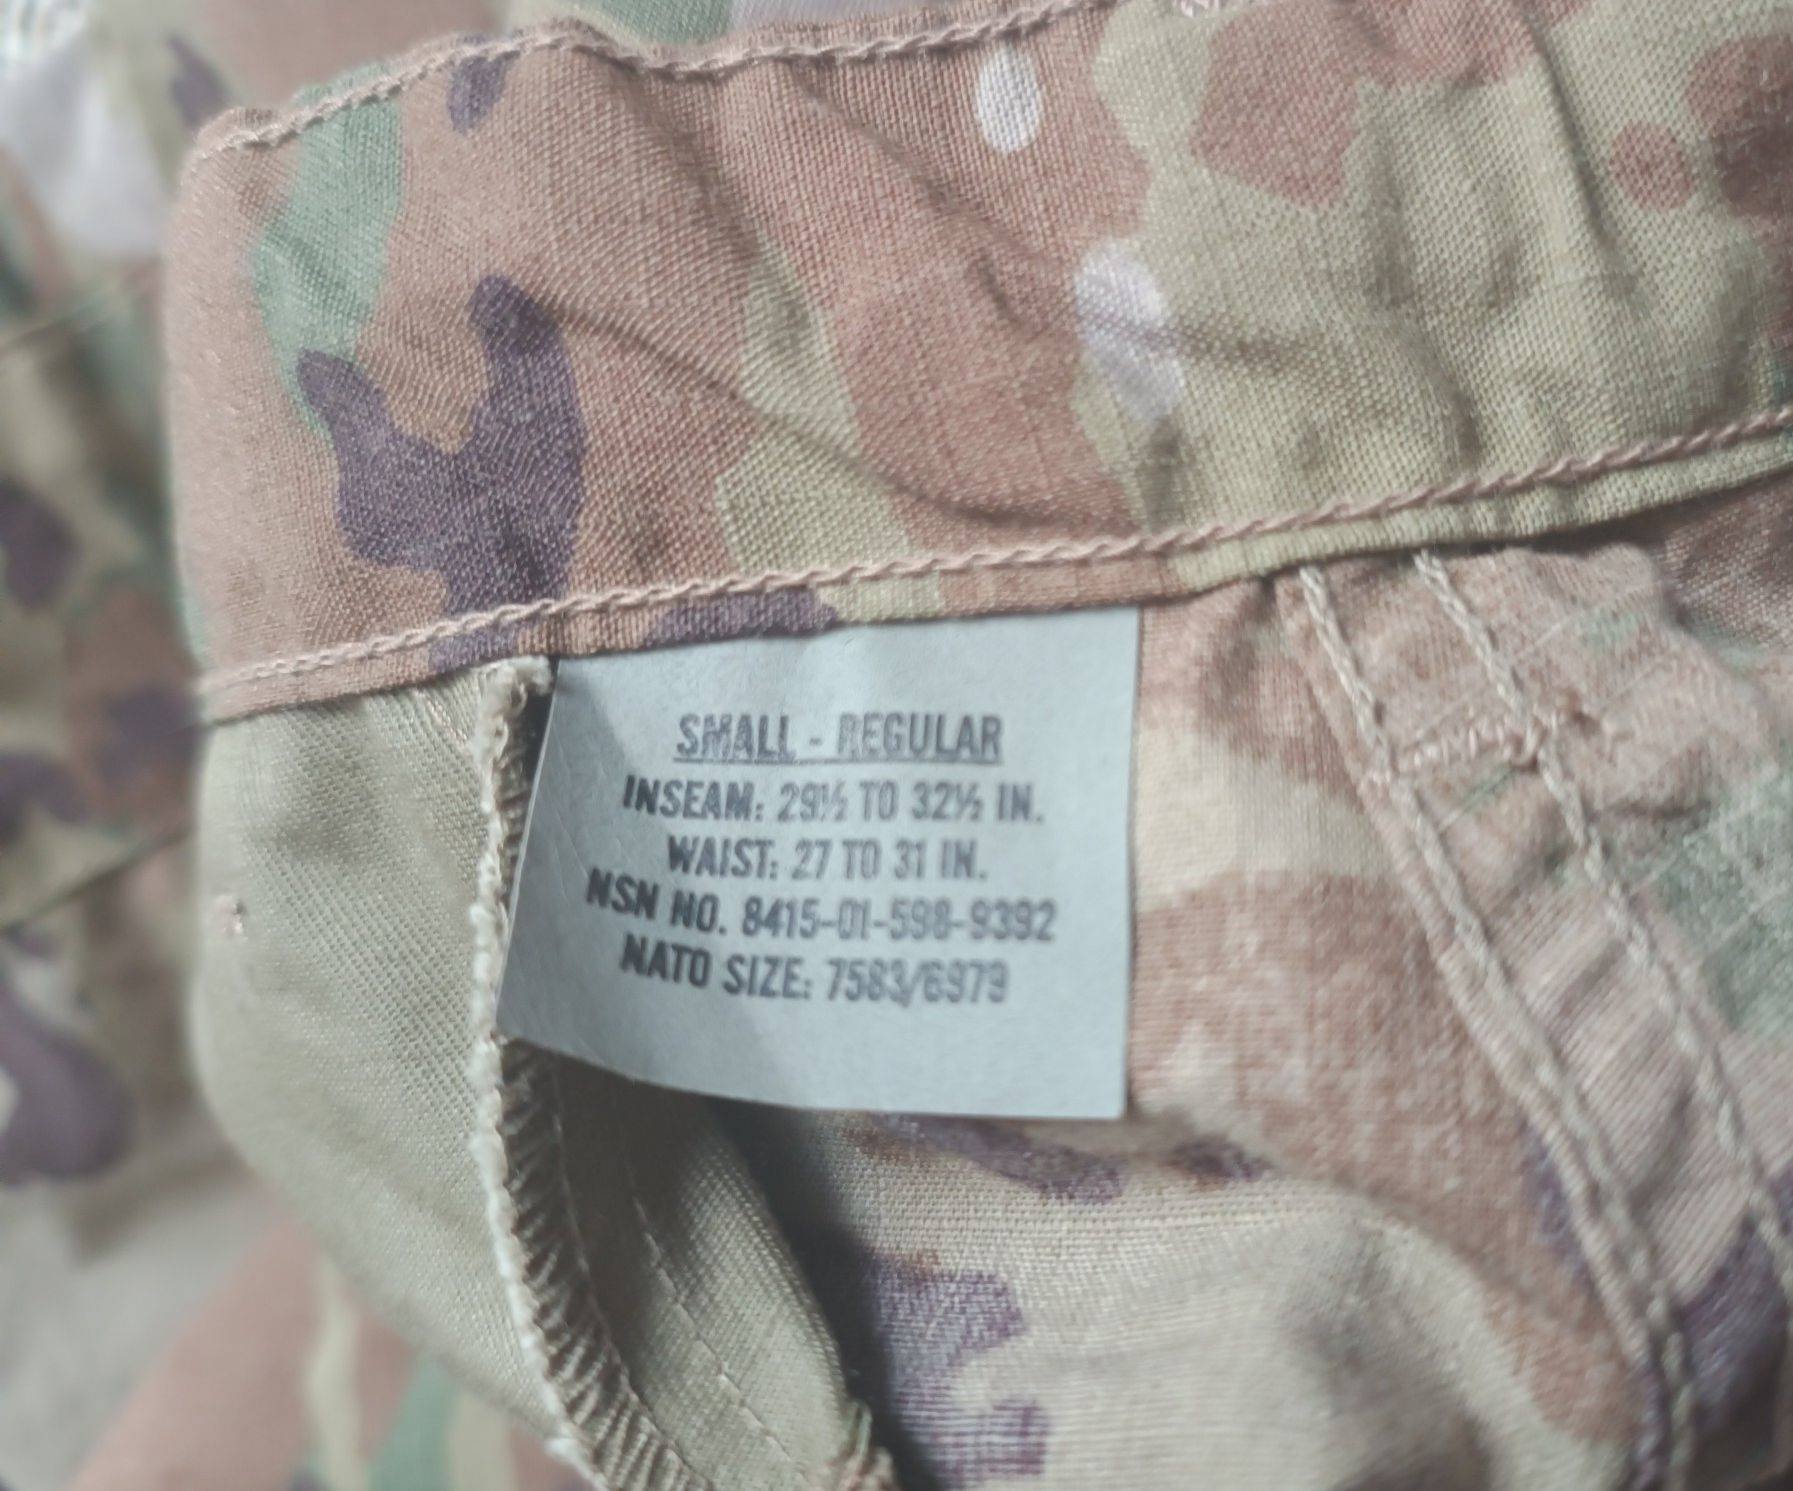 SMALL - REGULAR
INSEAM: 29½ TO 32½ IN.
WAIST: 27 TO 31 IN.
NSN NO. 8415-01-598-9392
NATO SIZE: 7583/6979